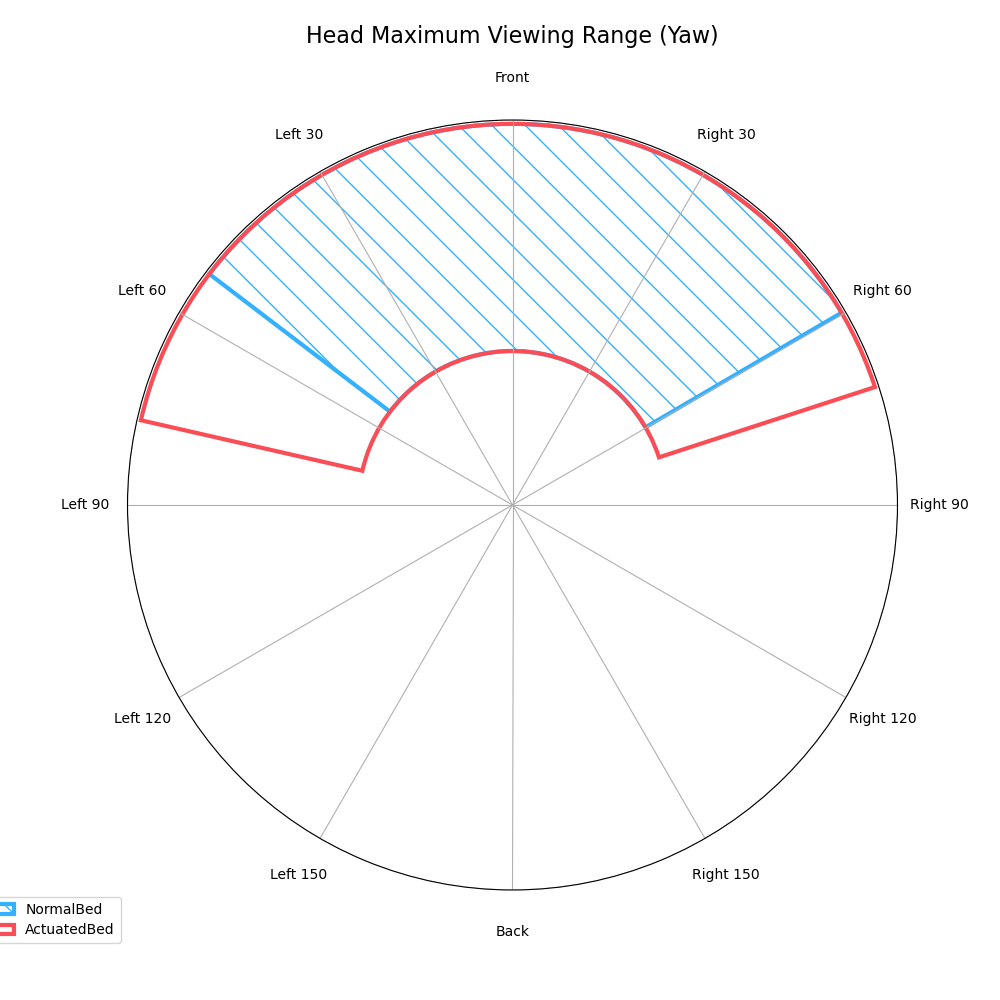 Head Maximum Viewing Range (Yaw)
Front
Left 30
Right 30
Left 60
Right 60
Left 90
Right 90
Left 120
Right 120
Left 150
Right 150
Back
NormalBed
ActuatedBed